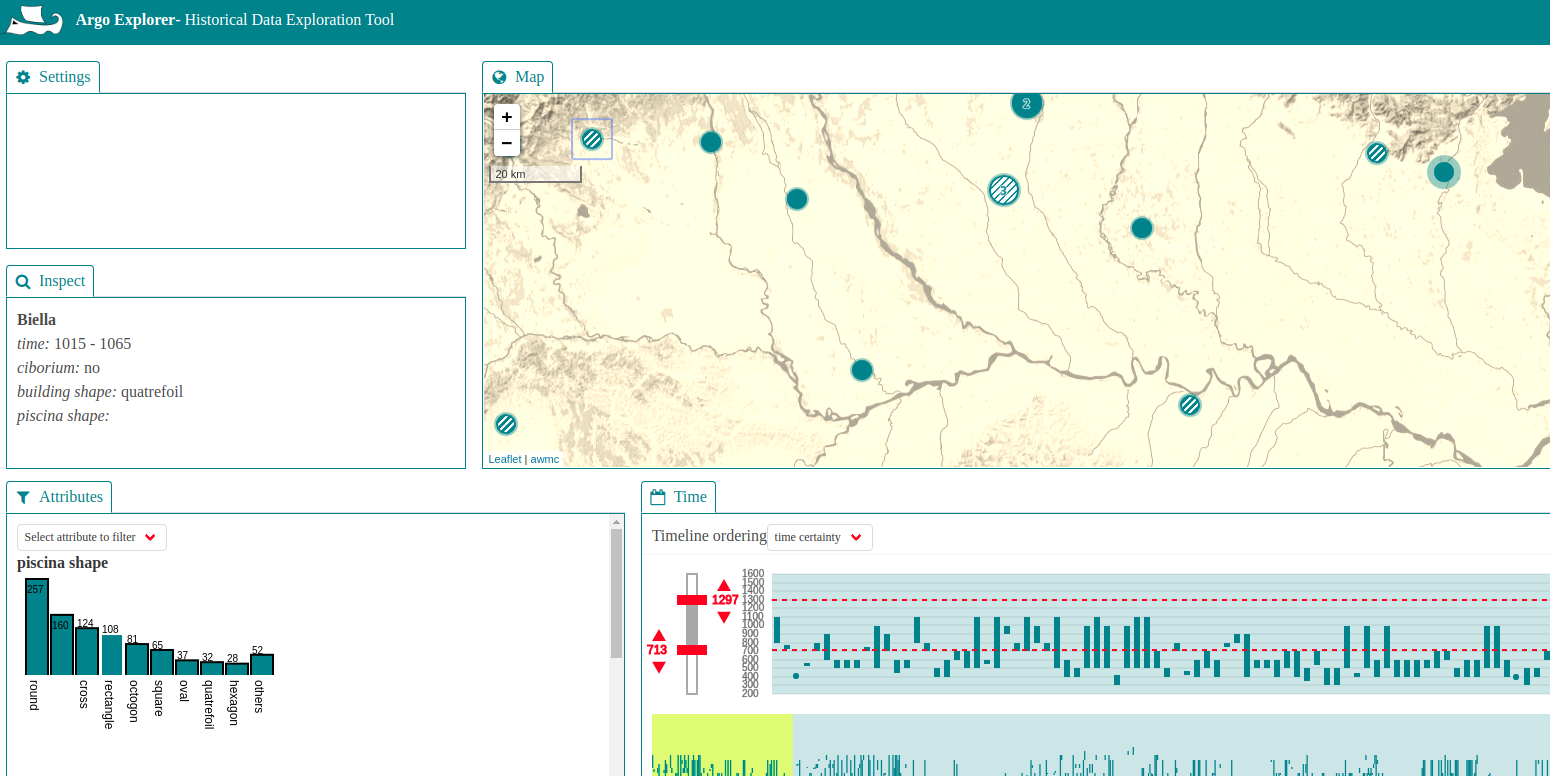 Argo Explorer- Historical Data Exploration Tool
Settings
Map
+
−
20 km
2
3
Leaflet | awmc
Inspect
Biella
time: 1015 - 1065
ciborium: no
building shape: quatrefoil
piscina shape:
Attributes
Select attribute to filter
piscina shape
257
160
124
108
81
65
37
32
28
52
round
cross
rectangle
octogon
square
oval
quatrefoil
hexagon
others
Time
Timeline ordering time certainty
1297
713
1600
1500
1400
1300
1200
1100
1000
900
800
700
600
500
400
300
200